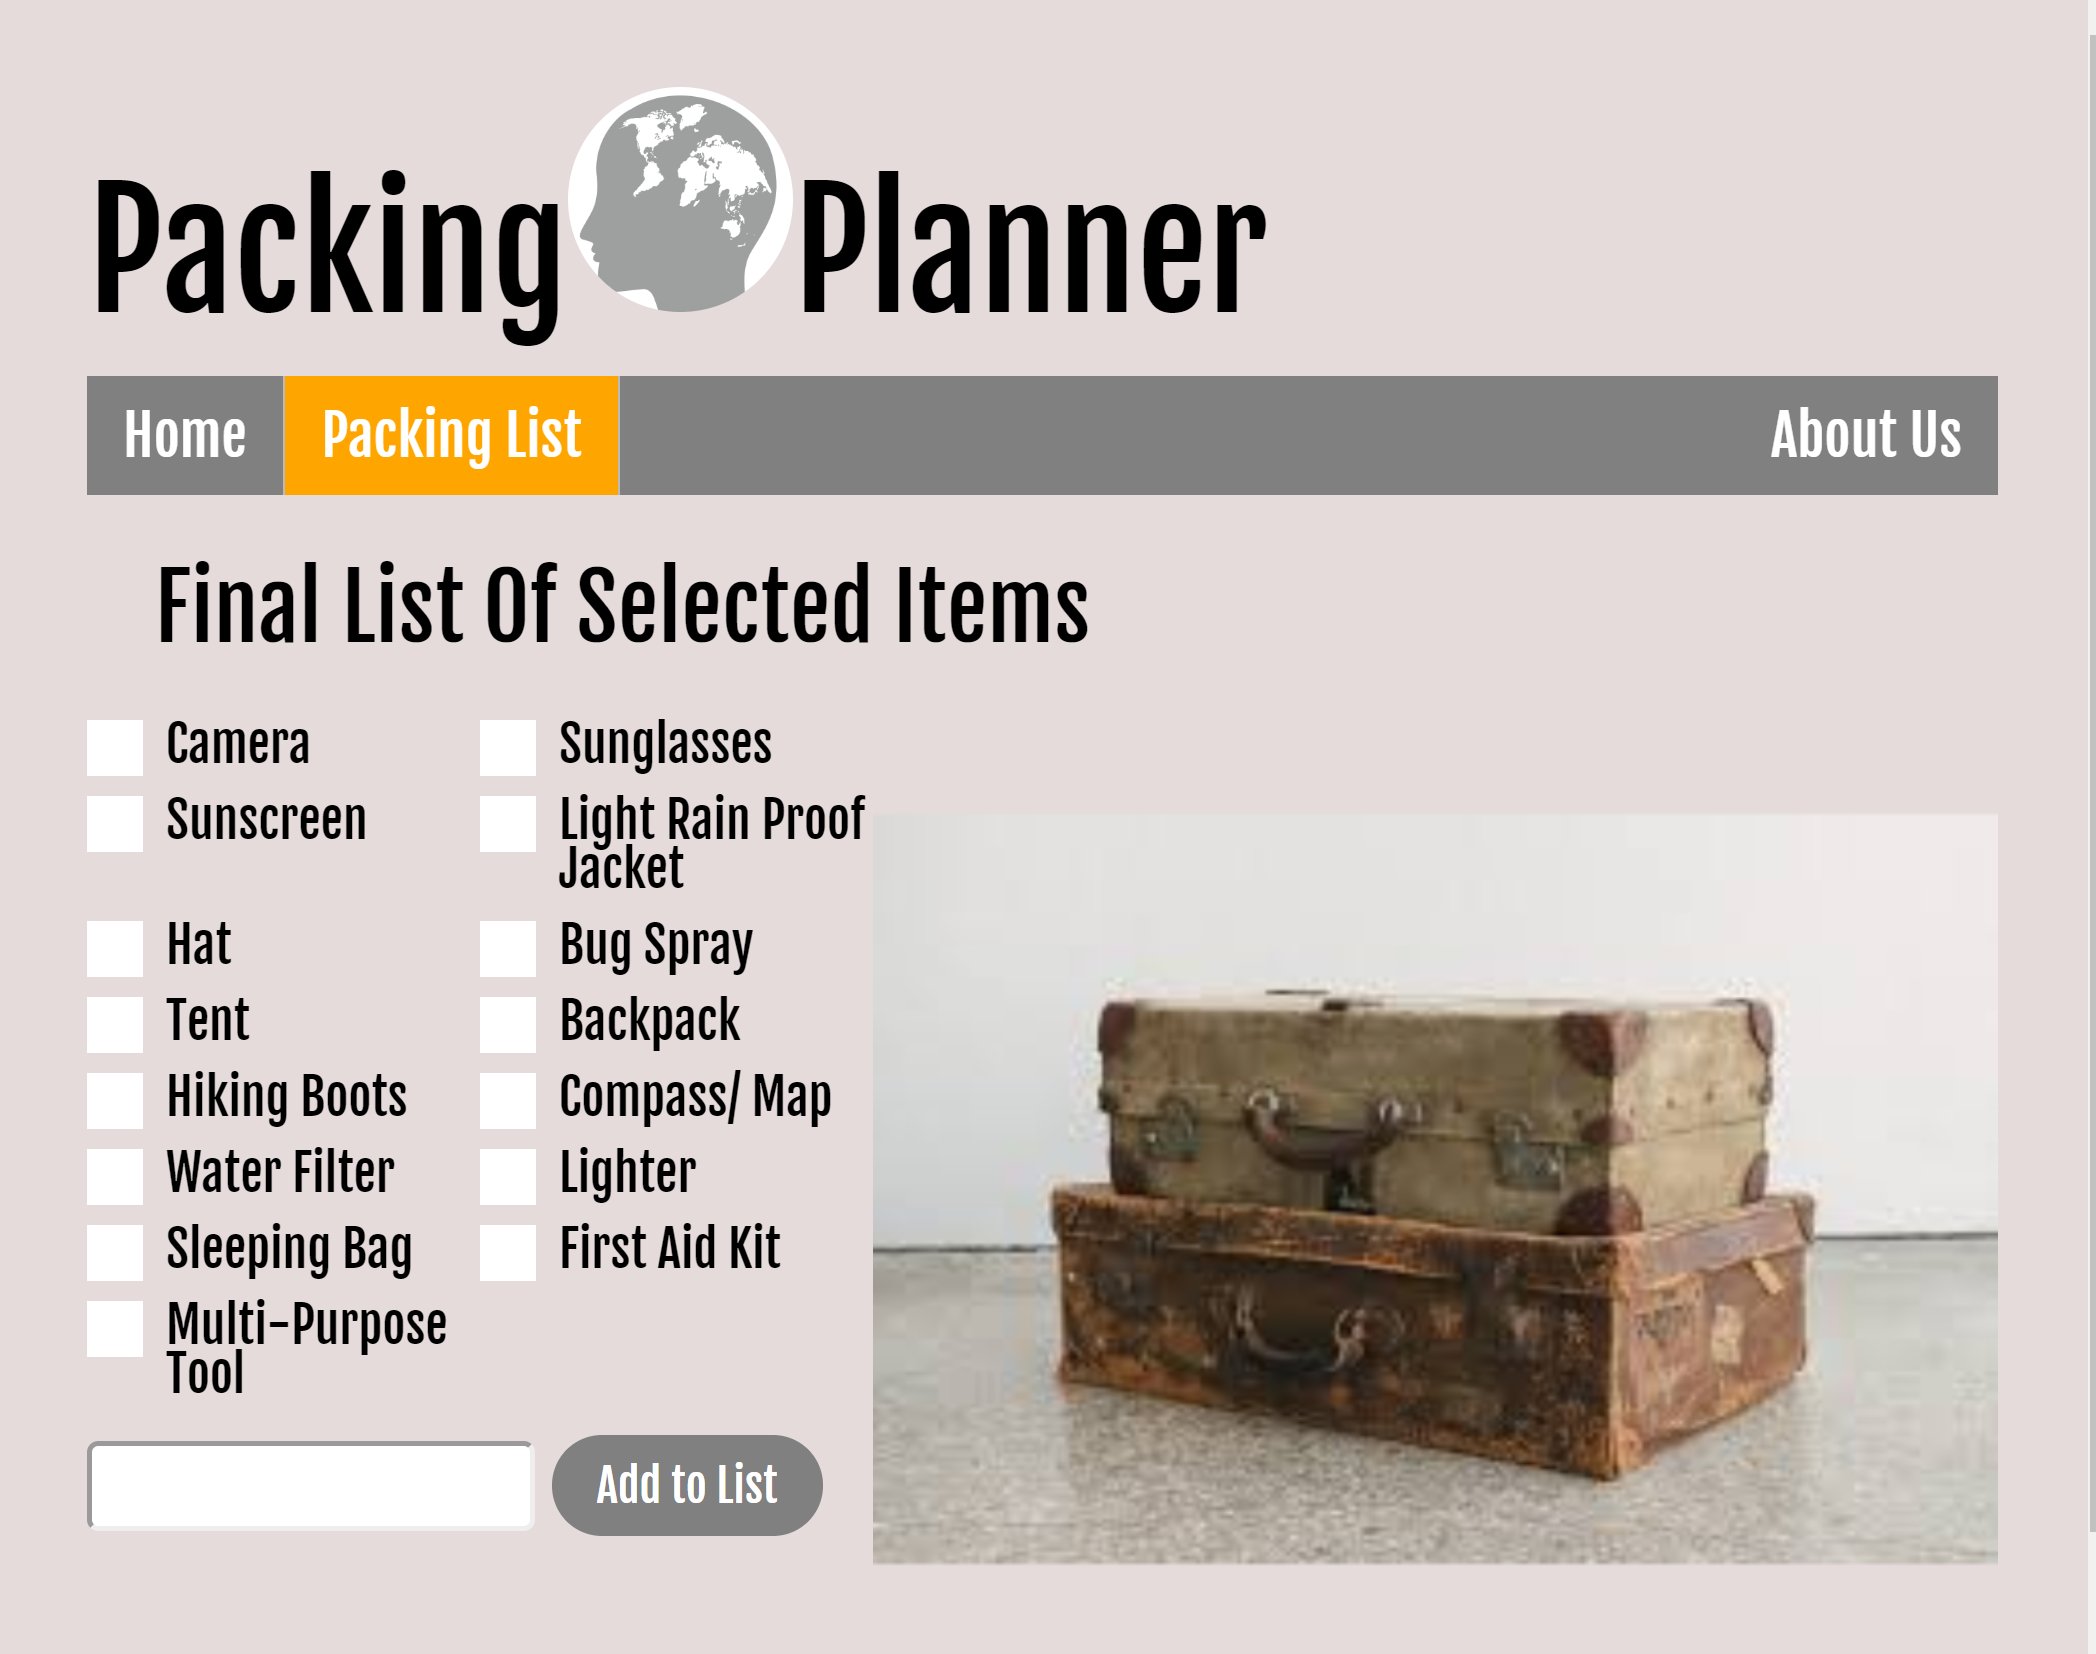 Packing Planner
Home Packing List About Us
Final List Of Selected Items
Camera Sunglasses
Sunscreen Light Rain Proof
Jacket
Hat Bug Spray
Tent Backpack
Hiking Boots Compass/ Map
Water Filter Lighter
Sleeping Bag First Aid Kit
Multi-Purpose
Tool
Add to List